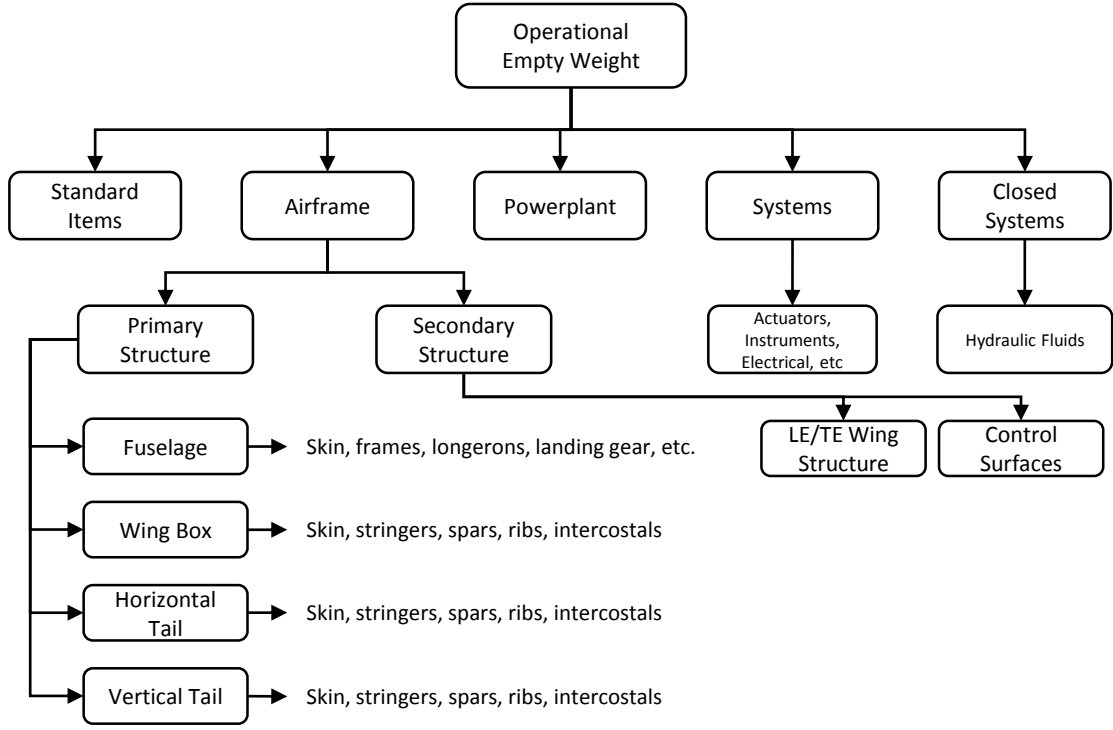 Operational
Empty Weight
Standard
Items
Airframe
Powerplant
Systems
Closed
Systems
Primary
Structure
Secondary
Structure
Actuators,
Instruments,
Electrical, etc
Hydraulic Fluids
LE/TE Wing
Structure
Control
Surfaces
Fuselage
Skin, frames, longerons, landing gear, etc.
Wing Box
Skin, stringers, spars, ribs, intercostals
Horizontal
Tail
Skin, stringers, spars, ribs, intercostals
Vertical Tail
Skin, stringers, spars, ribs, intercostals